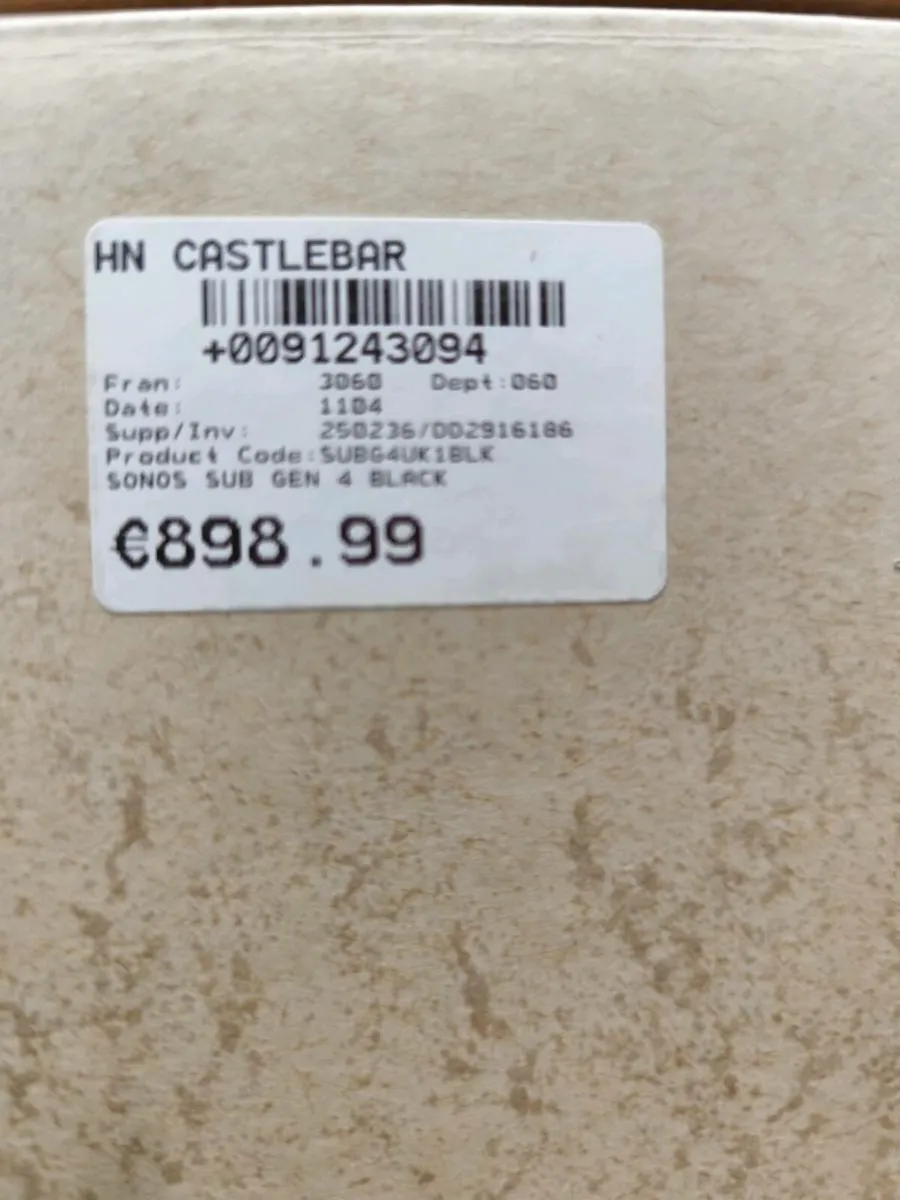 HN CASTLEBAR
+0091243094
Fran: 3060 Dept:060
Date: 1104
Supp/Inv: 250236/002916186
Product Code:SUBG4UK1BLK
SONOS SUB GEN 4 BLACK
€898.99